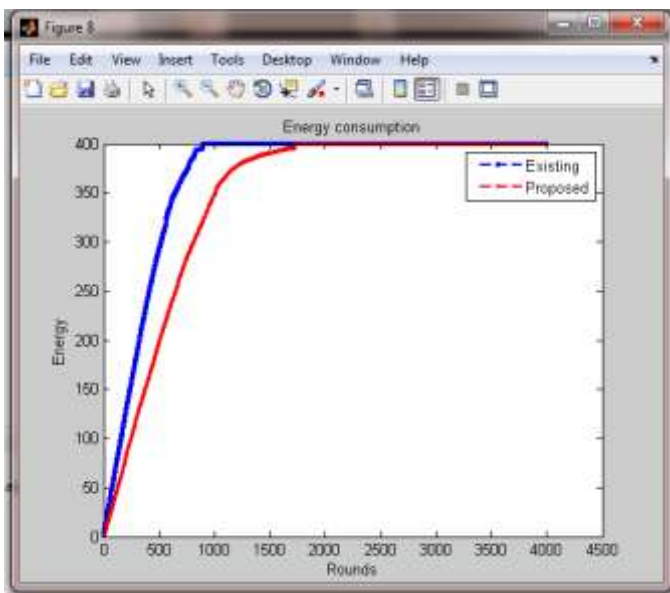 Figure 8
File Edit View Insert Tools Desktop Window Help
Energy consumption
400
350
300
250
200
150
100
50
0
Energy
Existing
Proposed
0 500 1000 1500 2000 2500 3000 3500 4000 4500
Rounds